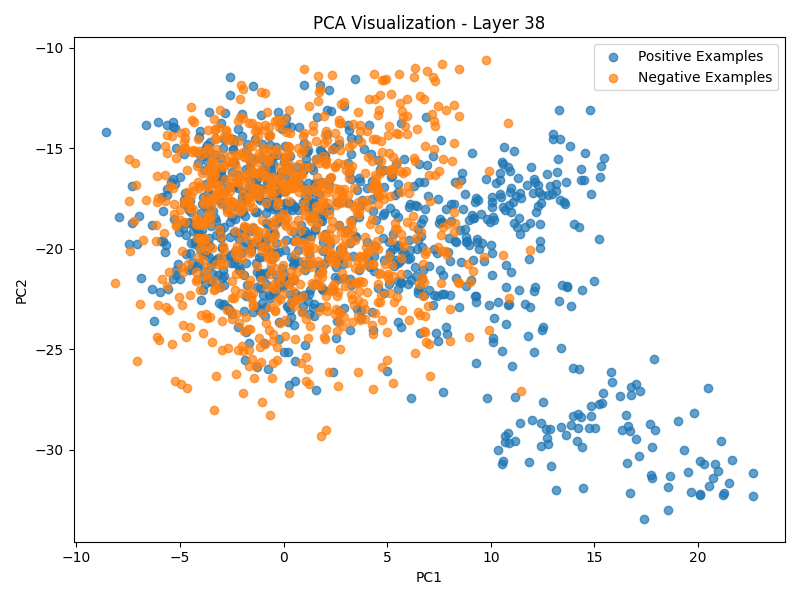 PCA Visualization - Layer 38
Positive Examples
Negative Examples
PC2
−10
−15
−20
−25
−30
−10
−5
0
5
10
15
20
PC1